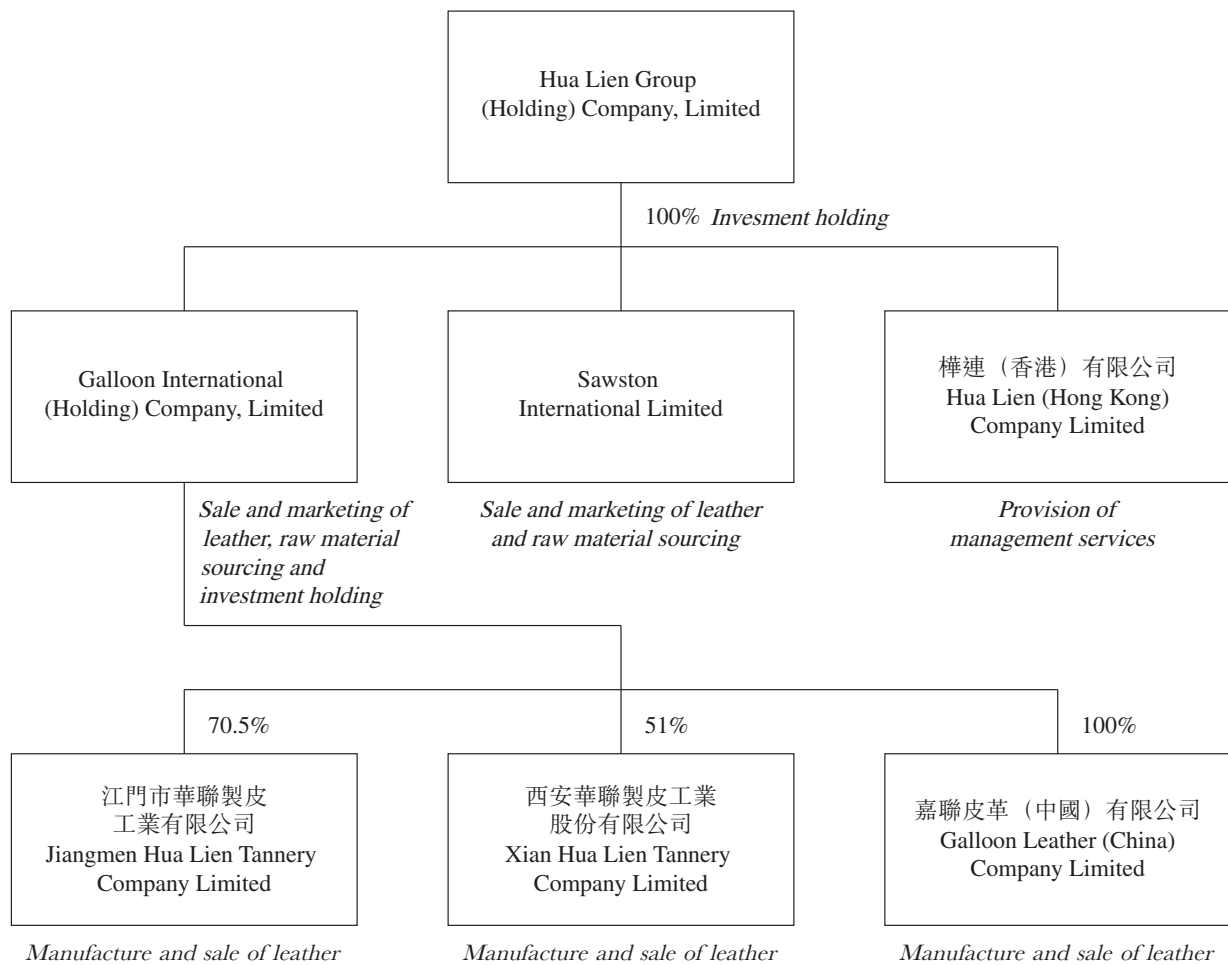 Hua Lien Group
(Holding) Company, Limited
100% Invesment holding
Galloon International
(Holding) Company, Limited
Sawston
International Limited
樺連（香港）有限公司
Hua Lien (Hong Kong)
Company Limited
Sale and marketing of
leather, raw material
sourcing and
investment holding
Sale and marketing of leather
and raw material sourcing
Provision of
management services
70.5%
51%
100%
江門市華聯製皮
工業有限公司
Jiangmen Hua Lien Tannery
Company Limited
西安華聯製皮工業
股份有限公司
Xian Hua Lien Tannery
Company Limited
嘉聯皮革（中國）有限公司
Galloon Leather (China)
Company Limited
Manufacture and sale of leather
Manufacture and sale of leather
Manufacture and sale of leather